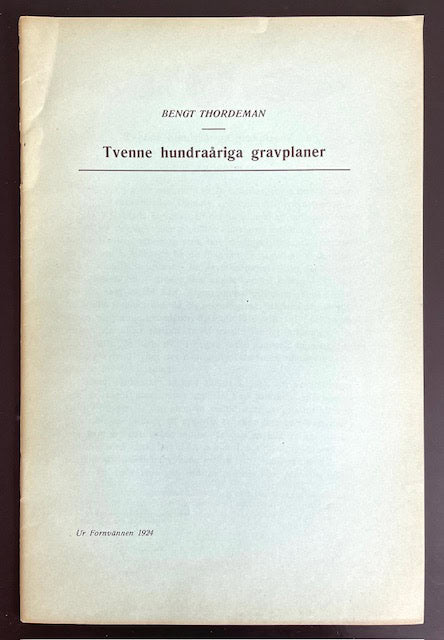 BENGT THORDEMAN
Tvenne hundraåriga gravplaner
Ur Fornvännen 1924